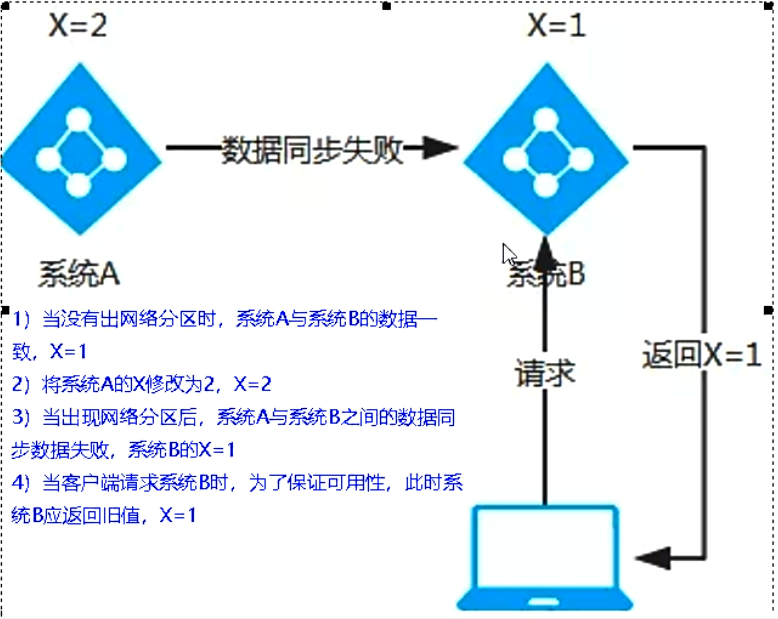 X=2
X=1
数据同步失败
系统A
系统B
1）当没有出网络分区时，系统A与系统B的数据一
致，X=1
2）将系统A的X修改为2，X=2
3）当出现网络分区后，系统A与系统B之间的数据同
步数据失败，系统B的X=1
4）当客户端请求系统B时，为了保证可用性，此时系
统B应返回旧值，X=1
请求
返回X=1